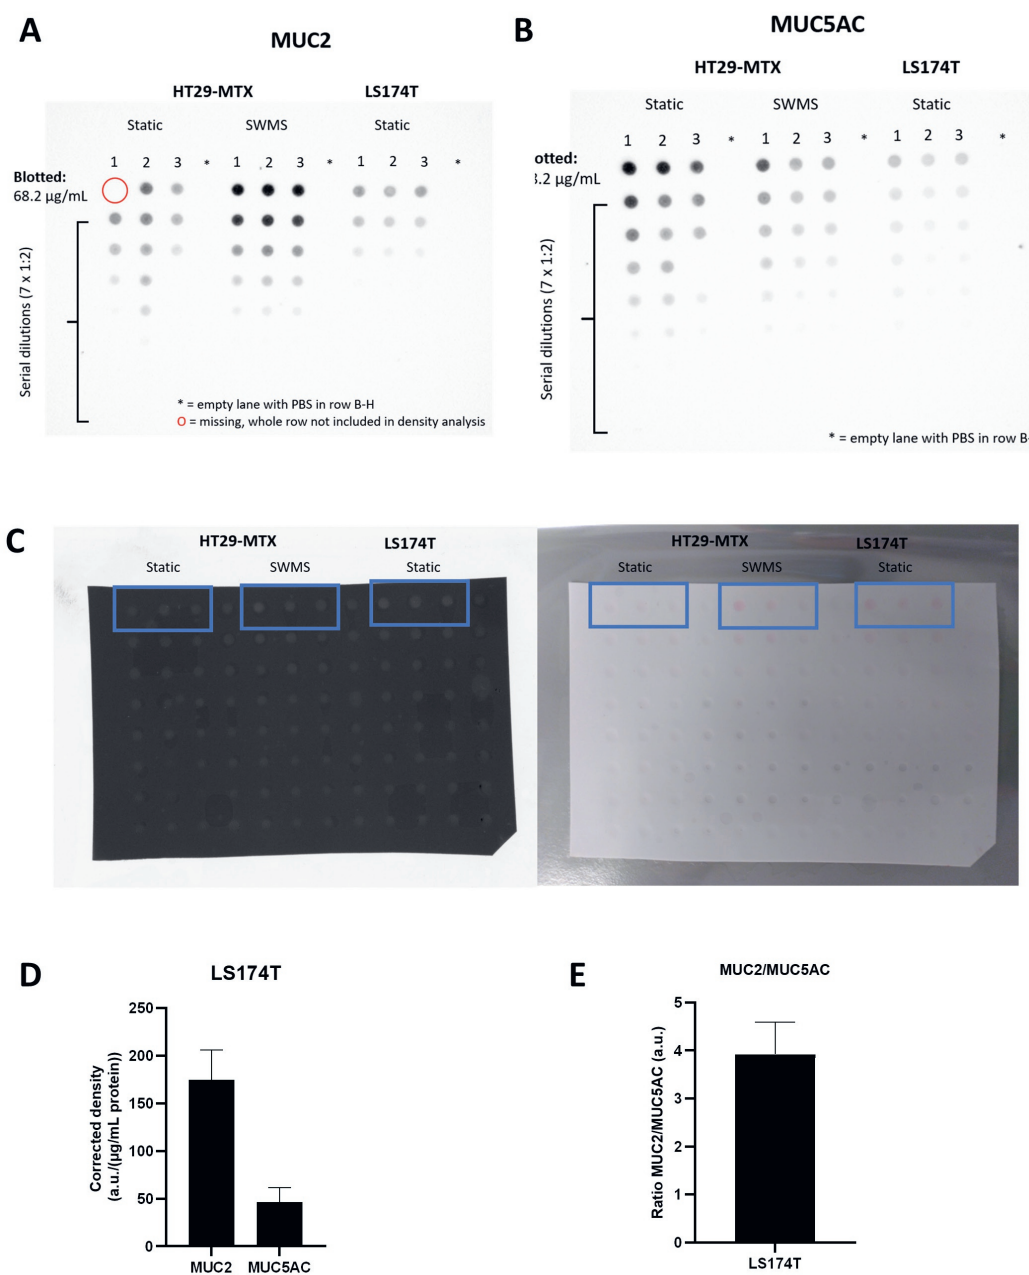 A
MUC2
HT29-MTX LS174T
Static SWMS Static
1 2 3 * 1 2 3 * 1 2 3 *
Blotted:
68.2 µg/mL
Serial dilutions (7 x 1:2)
* = empty lane with PBS in row B-H
O = missing, whole row not included in density analysis
B
MUC5AC
HT29-MTX LS174T
Static SWMS Static
1 2 3 * 1 2 3 * 1 2 3 *
otted:
3.2 µg/mL
Serial dilutions (7 x 1:2)
* = empty lane with PBS in row B-
C
HT29-MTX LS174T
Static SWMS Static
HT29-MTX LS174T
Static SWMS Static
D
LS174T
Corrected density
(a.u./(µg/mL protein))
250
200
150
100
50
0
MUC2 MUC5AC
E
MUC2/MUC5AC
Ratio MUC2/MUC5AC (a.u.)
5
4
3
2
1
0
LS174T